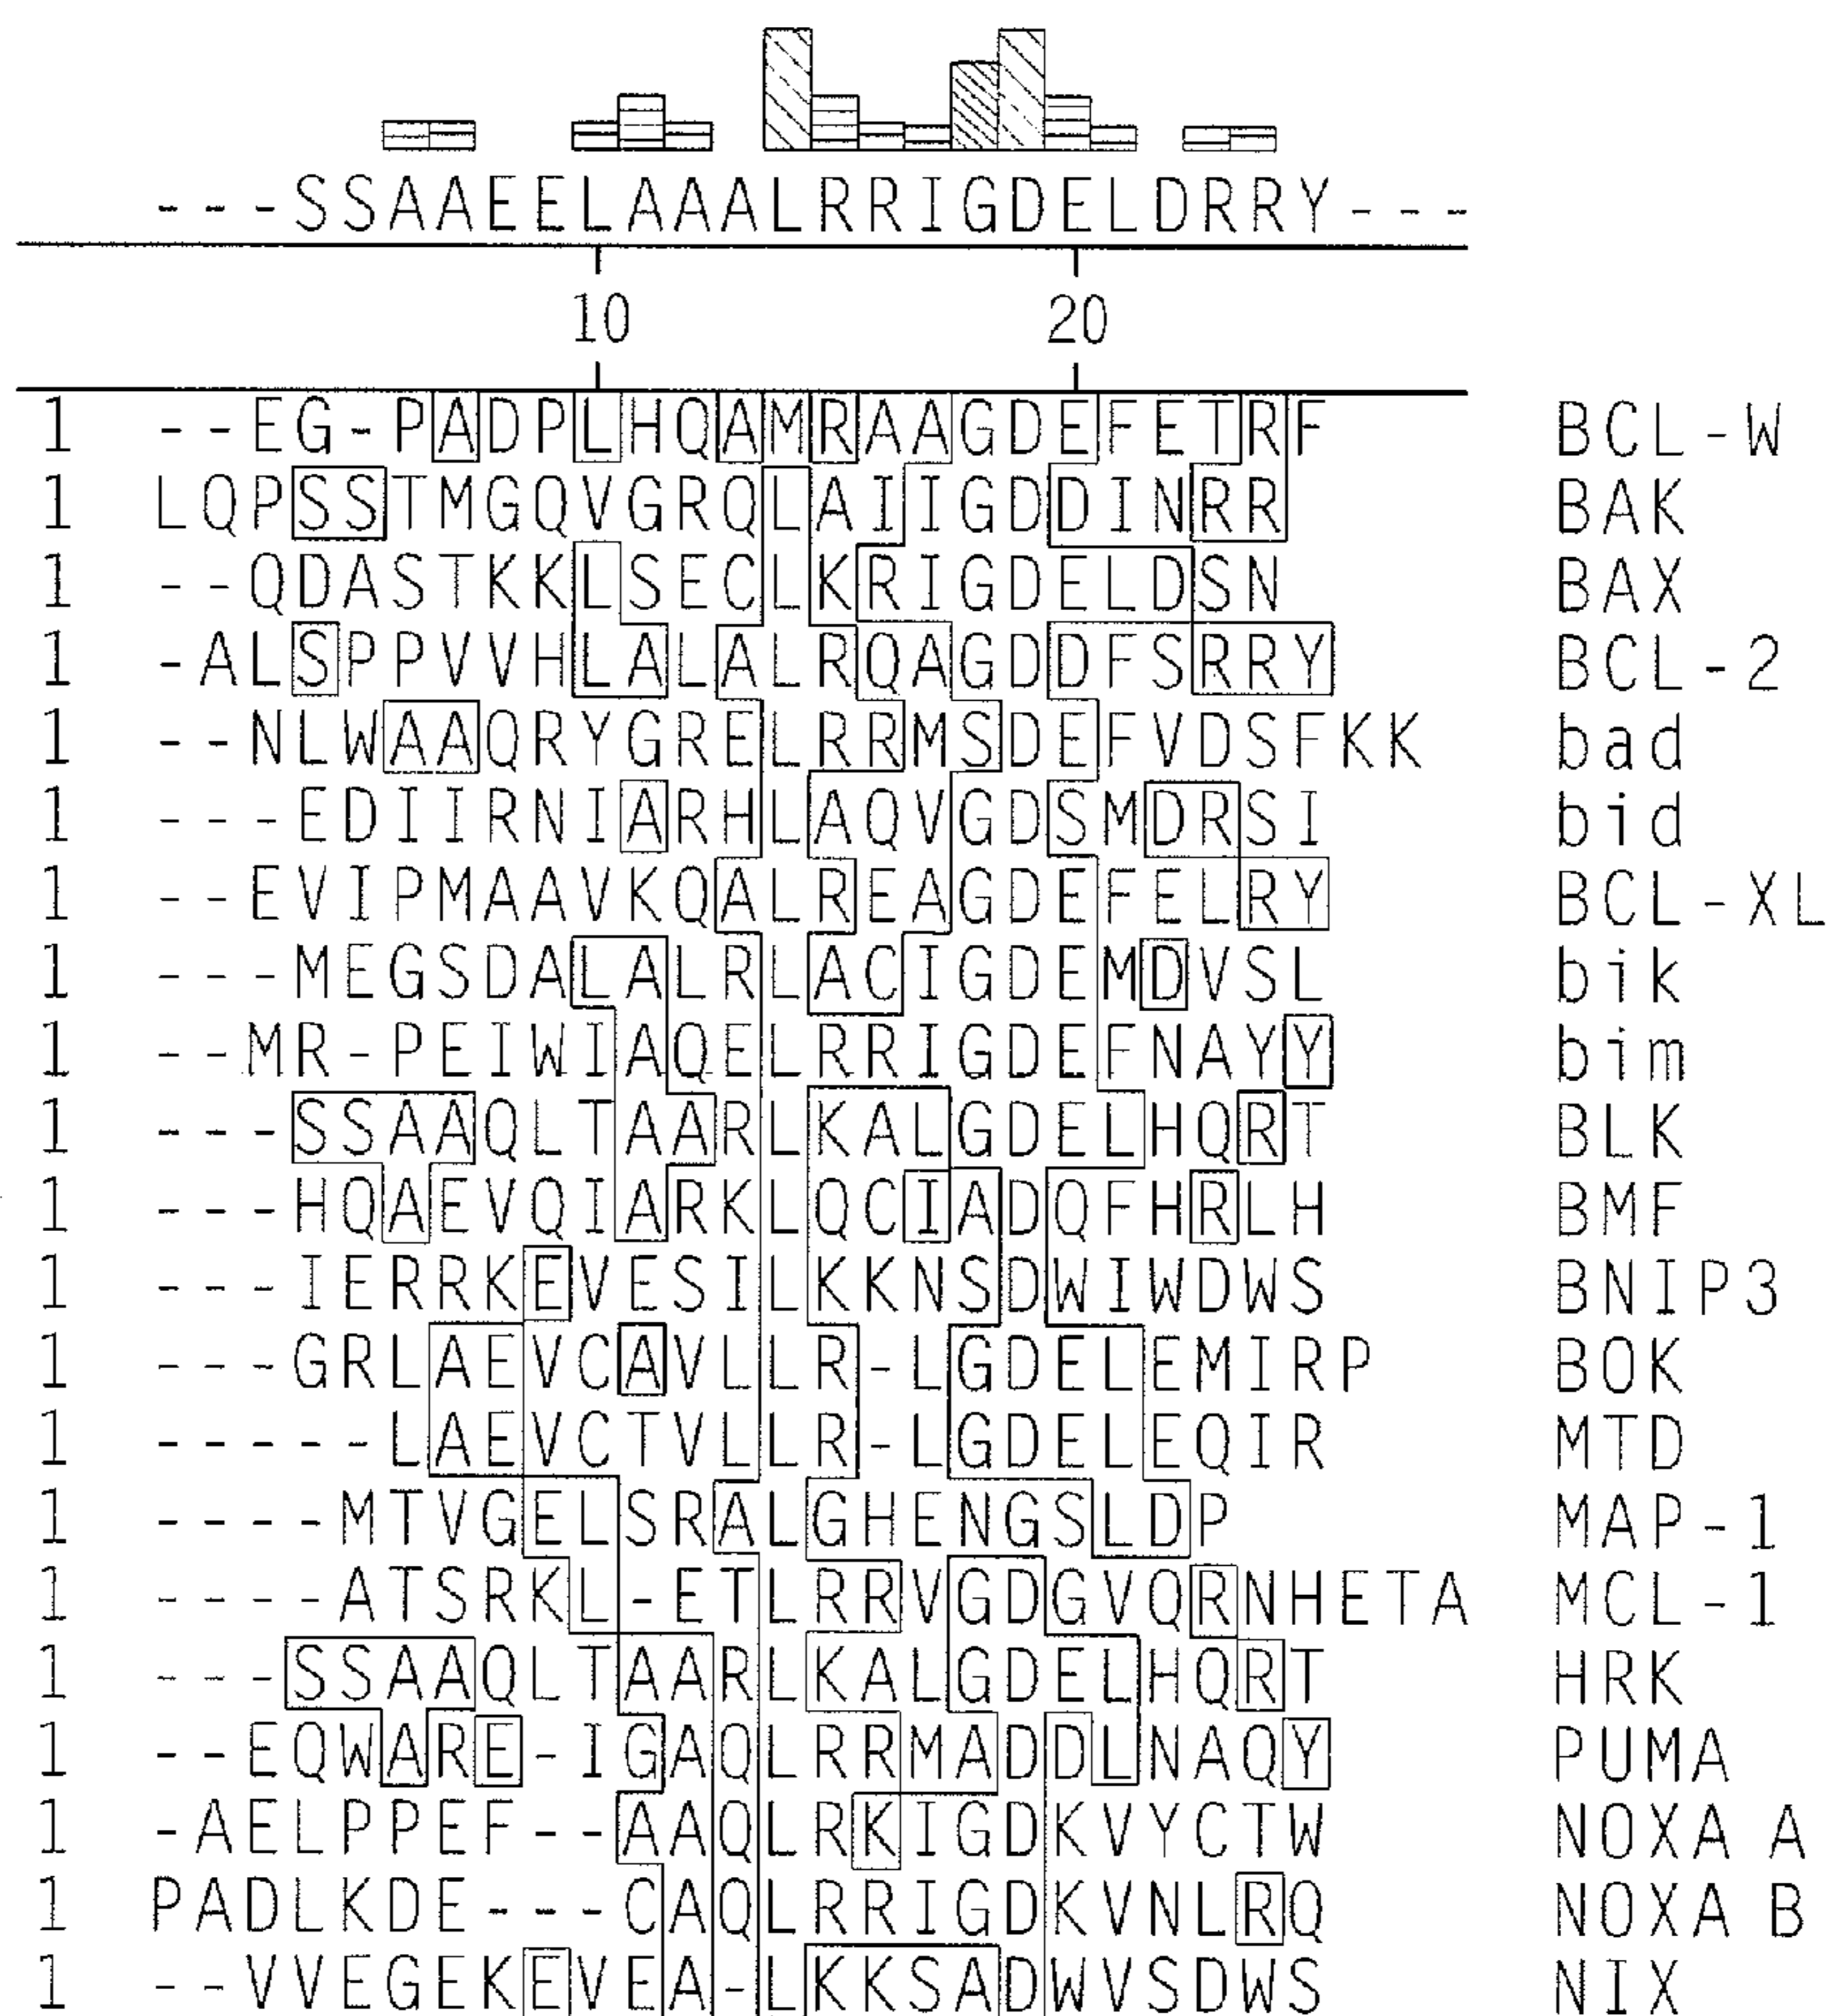 ---SSAAEELAAALRRIGDELDRRY---
10 20
1 --EG-PADPLHQAMRAAGDEFETRF BCL-W
1 LQPSSTMGQVGRQLAIIGDDINRR BAK
1 --QDASTKKLSECLKRIGDELDSN BAX
1 -ALSPPVVHLALALRQAGDDFSRRY BCL-2
1 --NLWAAQRYGRELRRMSDEFVDSFKK bad
1 ---EDIIRNIARHLAQVGDSMDRSI bid
1 --EVIPMAAVKQALREAGDEFELRY BCL-XL
1 ---MEGSDALALRLACIGDEMDVSL bik
1 --MR-PEIWIAQELRRIGDEFNAYY bim
1 ---SSAAQLTAARLKALGDELHQRT BLK
1 ---HQAEVQIARKLQCIADQFHRLH BMF
1 ---IERRKEVESILKKNSDWIWDWS BNIP3
1 ---GRLAEVCAVLLR-LGDELEMIRP BOK
1 -----LAEVCTVLLR-LGDELEQIR MTD
1 ----MTVGELSRALGHENGSLDP MAP-1
1 ----ATSRKL-ETLRRVGDGVQRNHETA MCL-1
1 ---SSAAQLTAARLKALGDELHQRT HRK
1 --EQWARE-IGAQLRRMADDLNAQY PUMA
1 -AELPPEF--AAQLRKIGDKVYCTW NOXA A
1 PADLKDE---CAQLRRIGDKVNLRQ NOXA B
1 --VVEGEKEVEA-LKKSADWVSDWS NIX